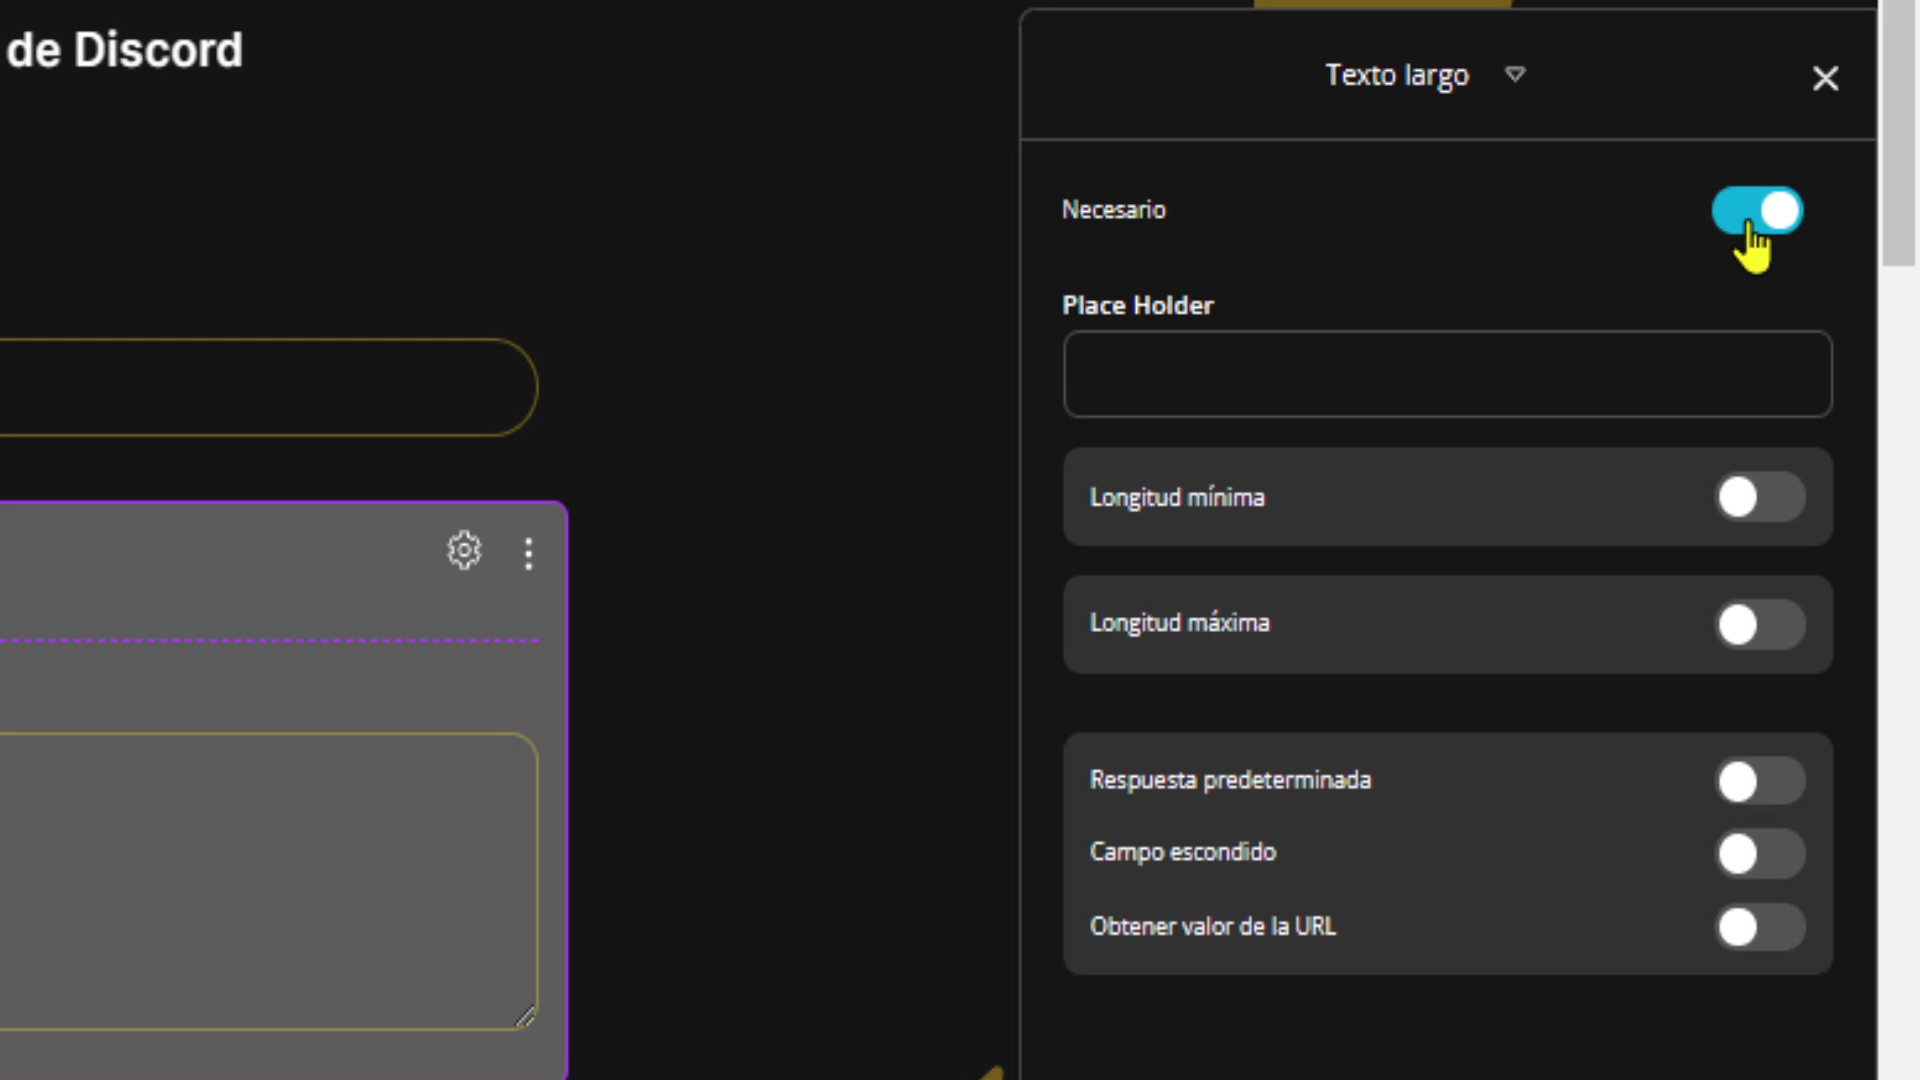 de Discord
Texto largo
Necesario
Place Holder
Longitud mínima
Longitud máxima
Respuesta predeterminada
Campo escondido
Obtener valor de la URL